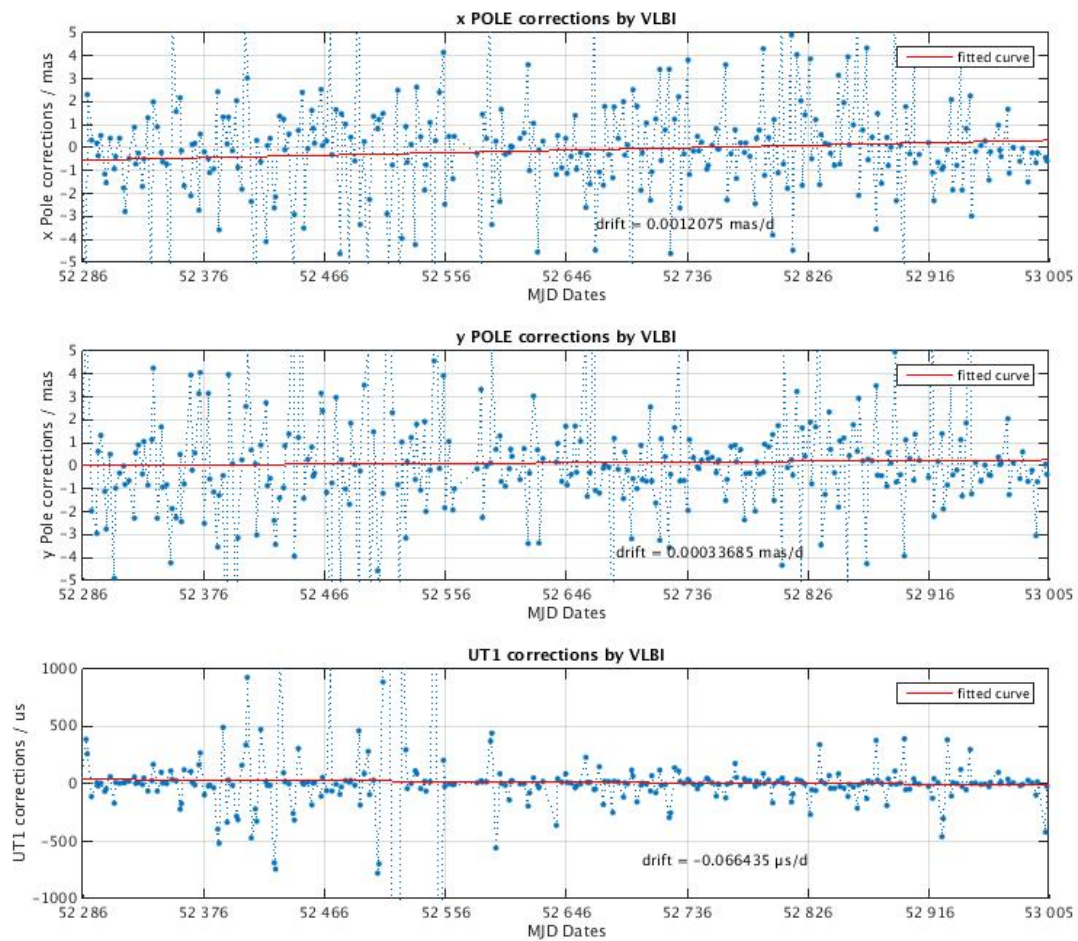 x POLE corrections by VLBI
5
4
3
2
1
0
−1
−2
−3
−4
−5
x Pole corrections / mas
fitted curve
drift = 0.0012075 mas/d
52 286 52 376 52 466 52 556 52 646 52 736 52 826 52 916 53 005
MJD Dates
y POLE corrections by VLBI
5
4
3
2
1
0
−1
−2
−3
−4
−5
y Pole corrections / mas
fitted curve
drift = 0.00033685 mas/d
52 286 52 376 52 466 52 556 52 646 52 736 52 826 52 916 53 005
MJD Dates
UT1 corrections by VLBI
1000
500
0
−500
−1000
UT1 corrections / us
fitted curve
drift = −0.066435 µs/d
52 286 52 376 52 466 52 556 52 646 52 736 52 826 52 916 53 005
MJD Dates